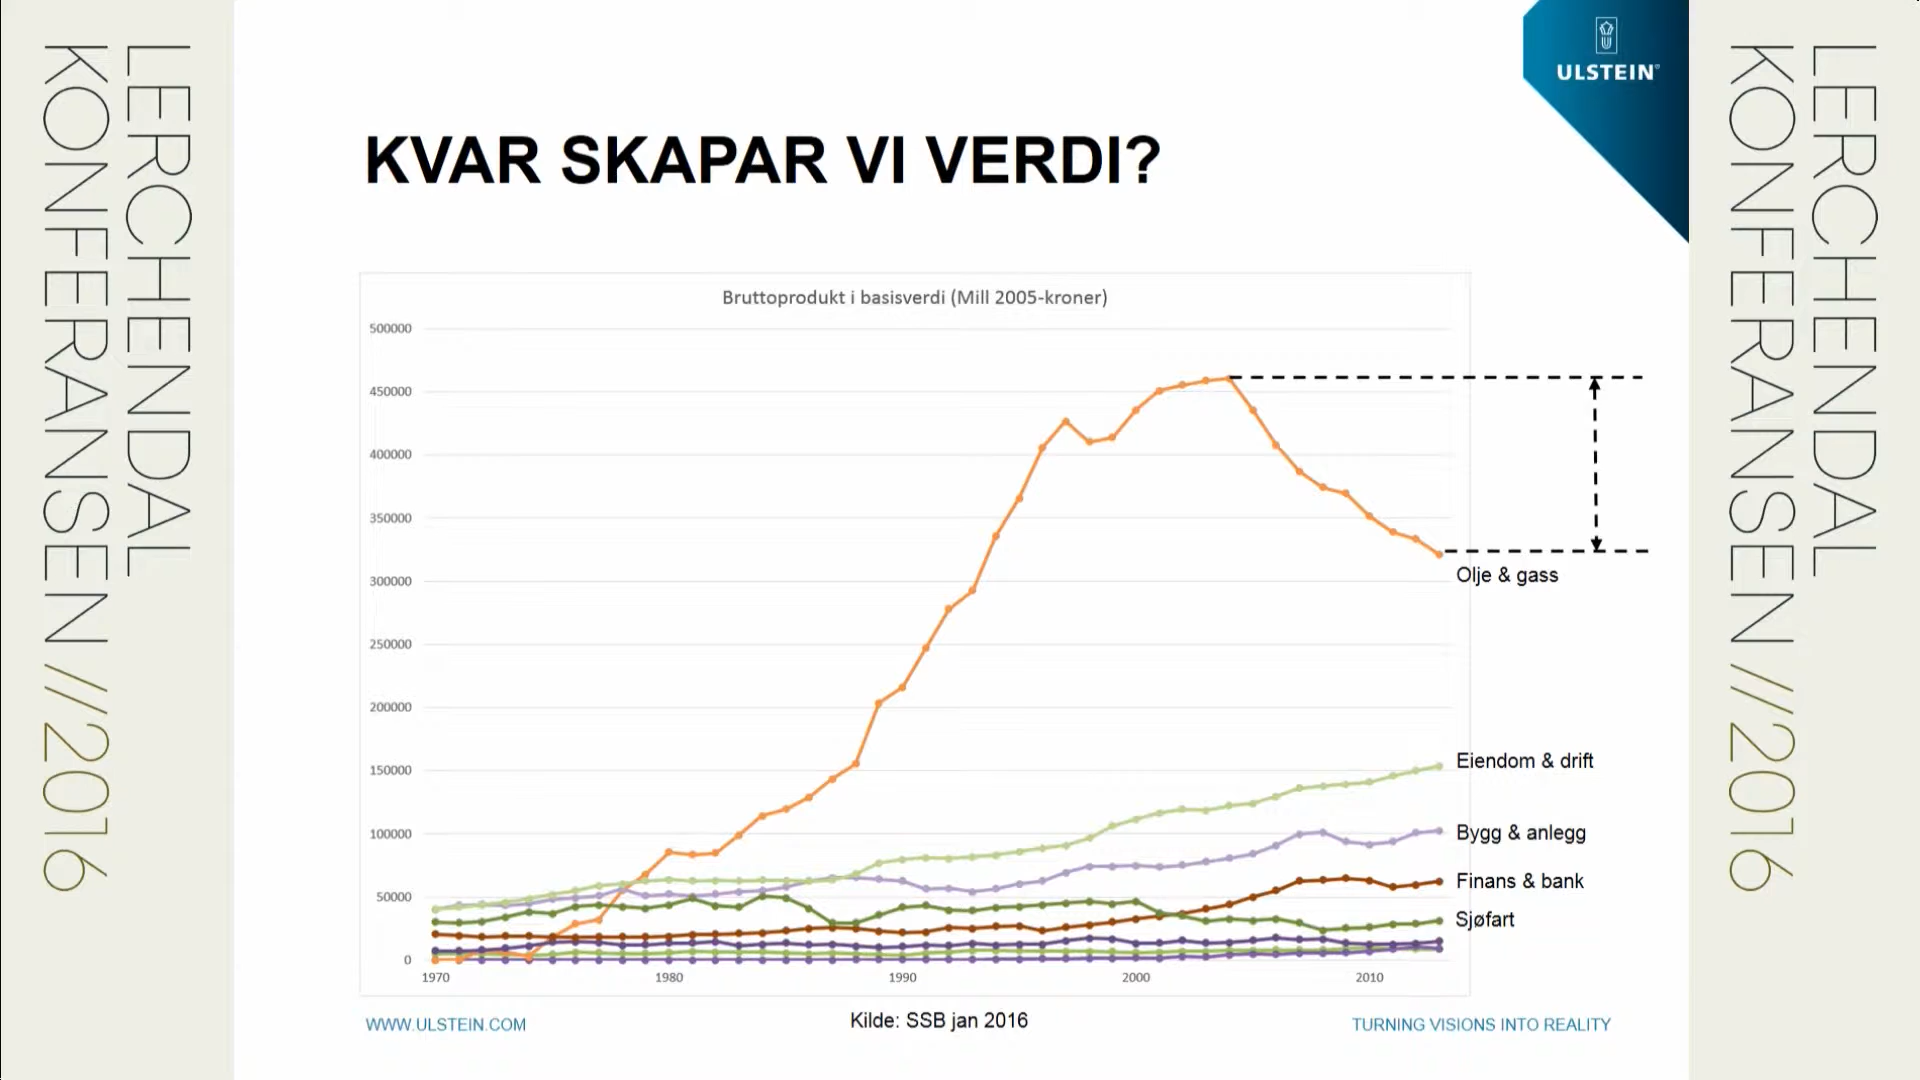 LERCHENDAL
KONFERANSEN //2016
ULSTEIN®
KVAR SKAPAR VI VERDI?
Bruttoprodukt i basisverdi (Mill 2005-kroner)
500000
450000
400000
350000
300000
250000
200000
150000
100000
50000
0
1970 1980 1990 2000 2010
Olje & gass
Eiendom & drift
Bygg & anlegg
Finans & bank
Sjøfart
WWW.ULSTEIN.COM
Kilde: SSB jan 2016
TURNING VISIONS INTO REALITY
LERCHENDAL
KONFERANSEN //2016